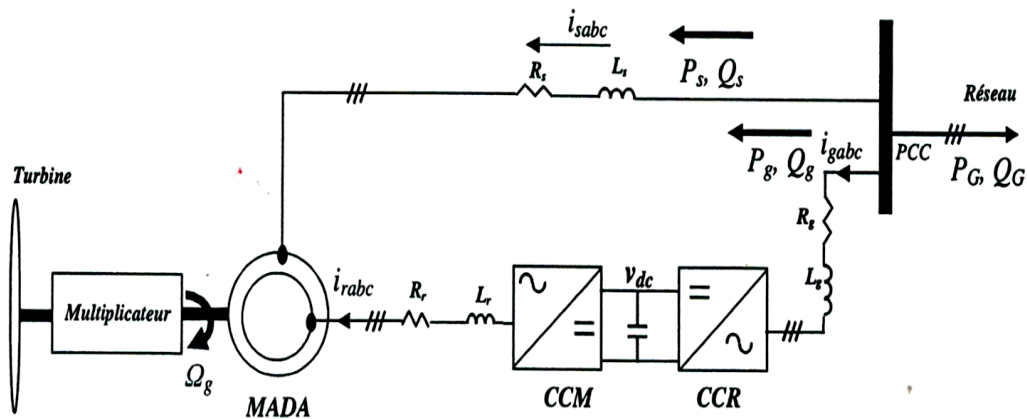 i_sabc
R_s
L_s
P_s, Q_s
Réseau
P_g, Q_g
i_gabc
PCC
P_G, Q_G
Turbine
R_g
Multiplicateur
i_rabc
R_r
L_r
v_dc
L_g
Ω_g
MADA
CCM
CCR